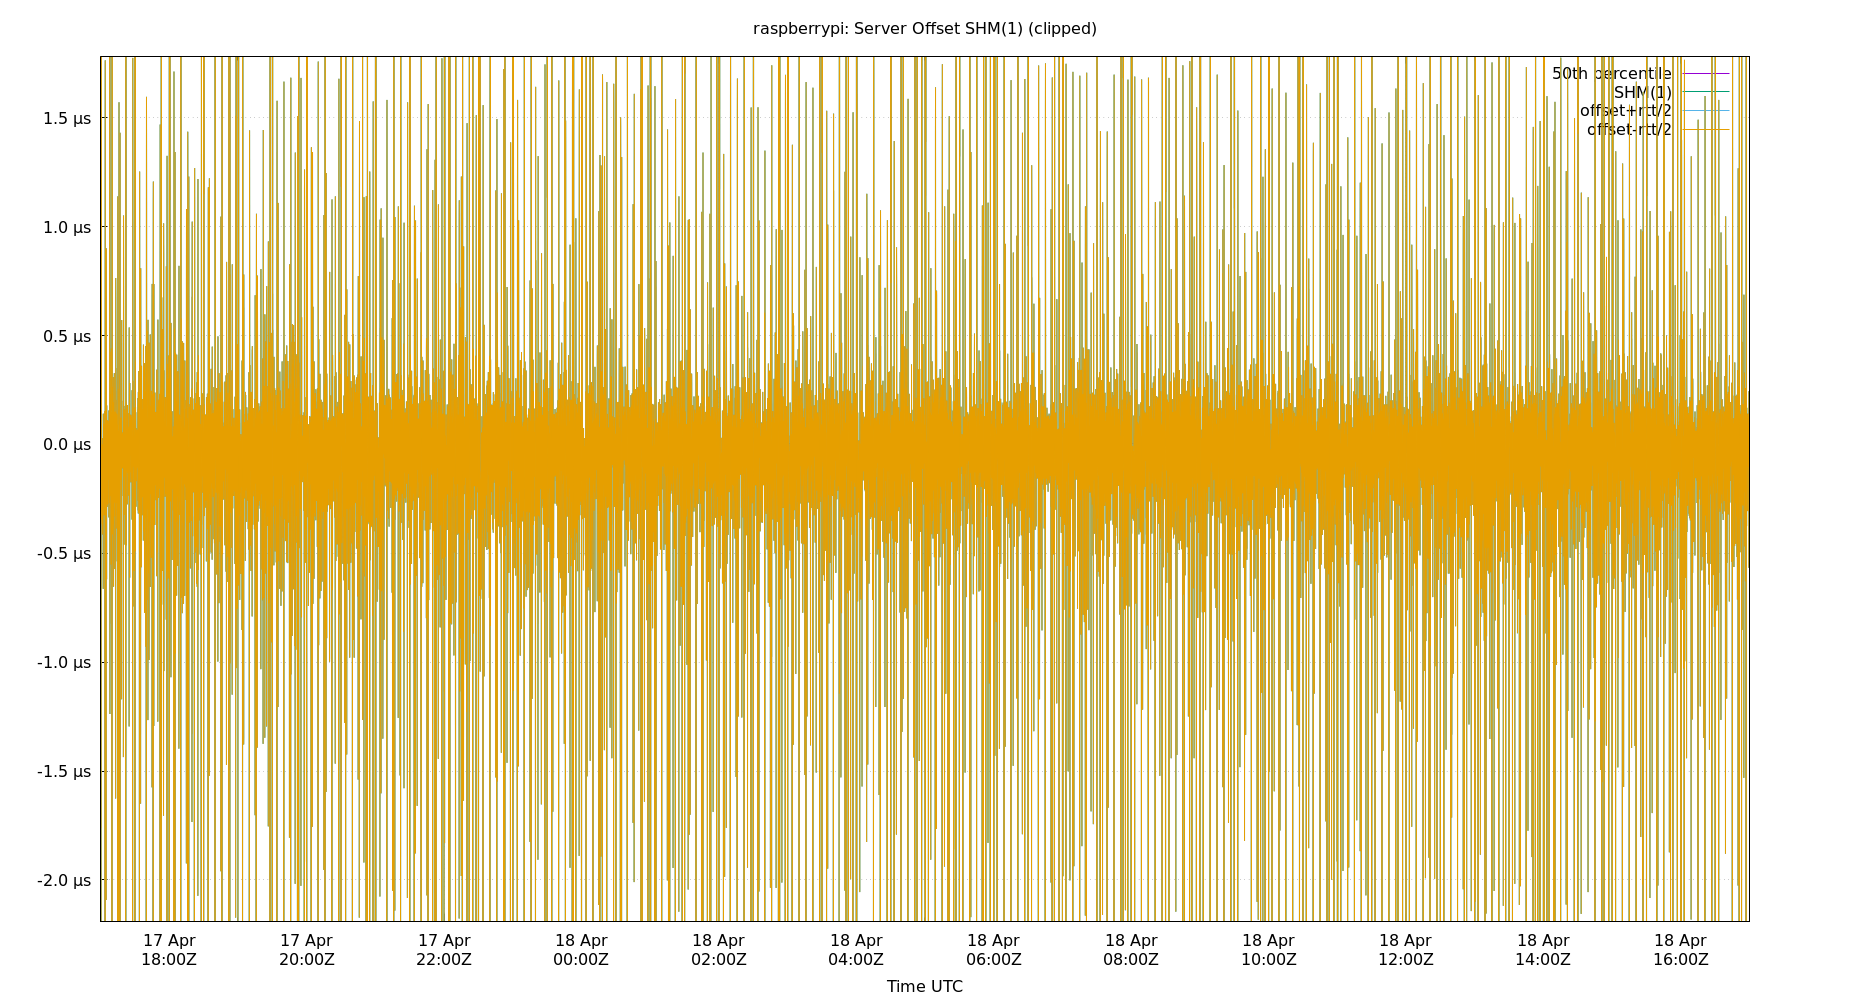 raspberrypi: Server Offset SHM(1) (clipped)
50th percentile
SHM(1)
offset+rtt/2
offset-rtt/2
1.5 µs
1.0 µs
0.5 µs
0.0 µs
-0.5 µs
-1.0 µs
-1.5 µs
-2.0 µs
17 Apr 17 Apr 17 Apr 18 Apr 18 Apr 18 Apr 18 Apr 18 Apr 18 Apr 18 Apr 18 Apr 18 Apr
18:00Z 20:00Z 22:00Z 00:00Z 02:00Z 04:00Z 06:00Z 08:00Z 10:00Z 12:00Z 14:00Z 16:00Z
Time UTC